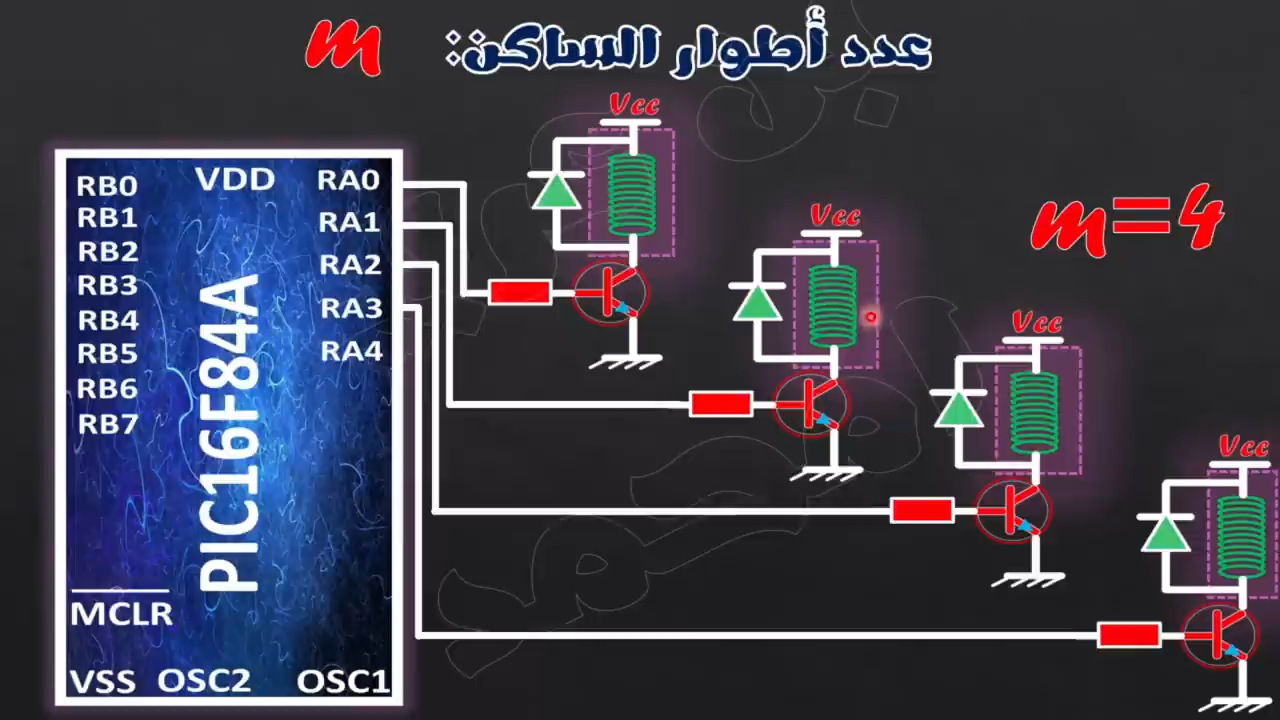 عدد أطوار الساكن: m
m=4
Vcc
Vcc
Vcc
Vcc
RB0
RB1
RB2
RB3
RB4
RB5
RB6
RB7
VDD
RA0
RA1
RA2
RA3
RA4
PIC16F84A
MCLR
VSS
OSC2
OSC1